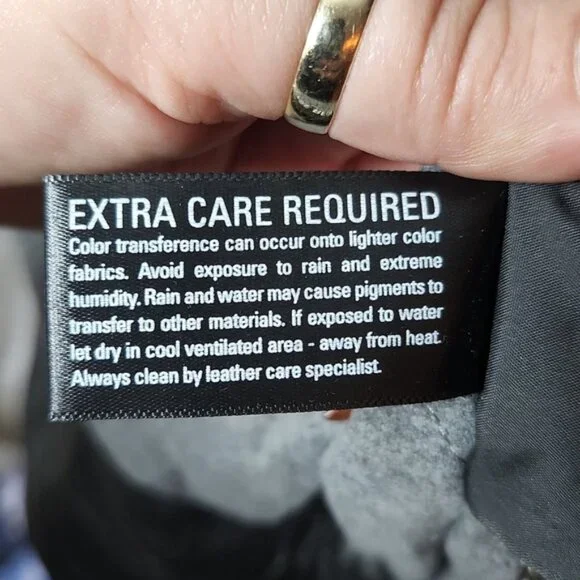 EXTRA CARE REQUIRED
Color transference can occur onto lighter color
fabrics. Avoid exposure to rain and extreme
humidity. Rain and water may cause pigments to
transfer to other materials. If exposed to water
let dry in cool ventilated area - away from heat.
Always clean by leather care specialist.